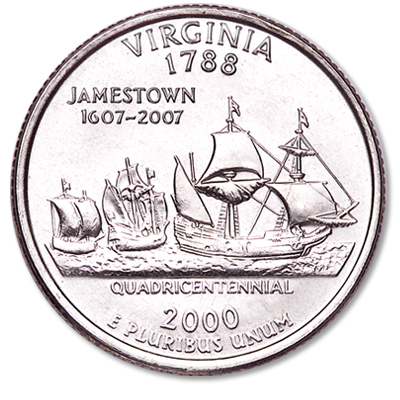 VIRGINIA
1788
JAMESTOWN
1607-2007
QUADRICENTENNIAL
2000
E PLURIBUS UNUM